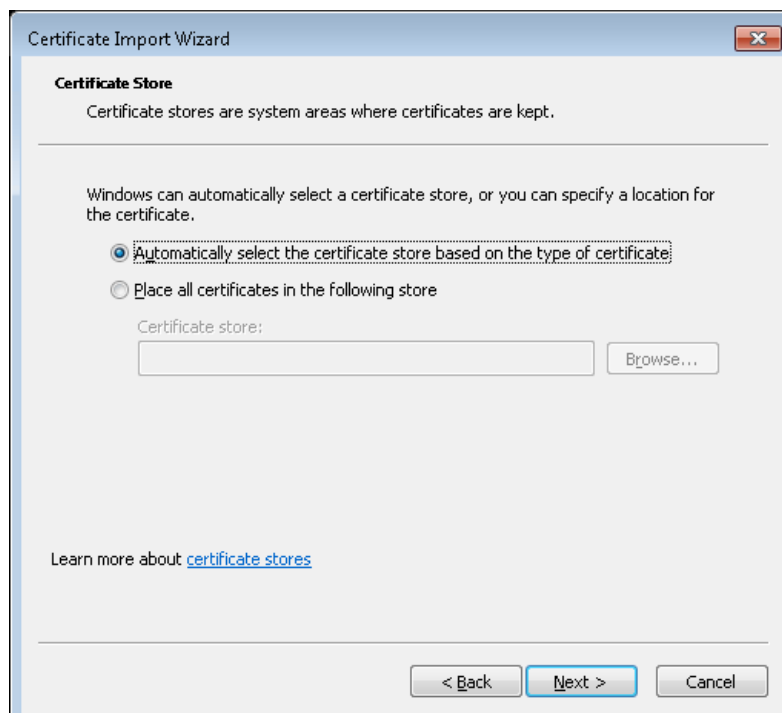 Certificate Import Wizard
Certificate Store
Certificate stores are system areas where certificates are kept.
Windows can automatically select a certificate store, or you can specify a location for
the certificate.
Automatically select the certificate store based on the type of certificate
Place all certificates in the following store
Certificate store:
Browse...
Learn more about certificate stores
< Back Next > Cancel